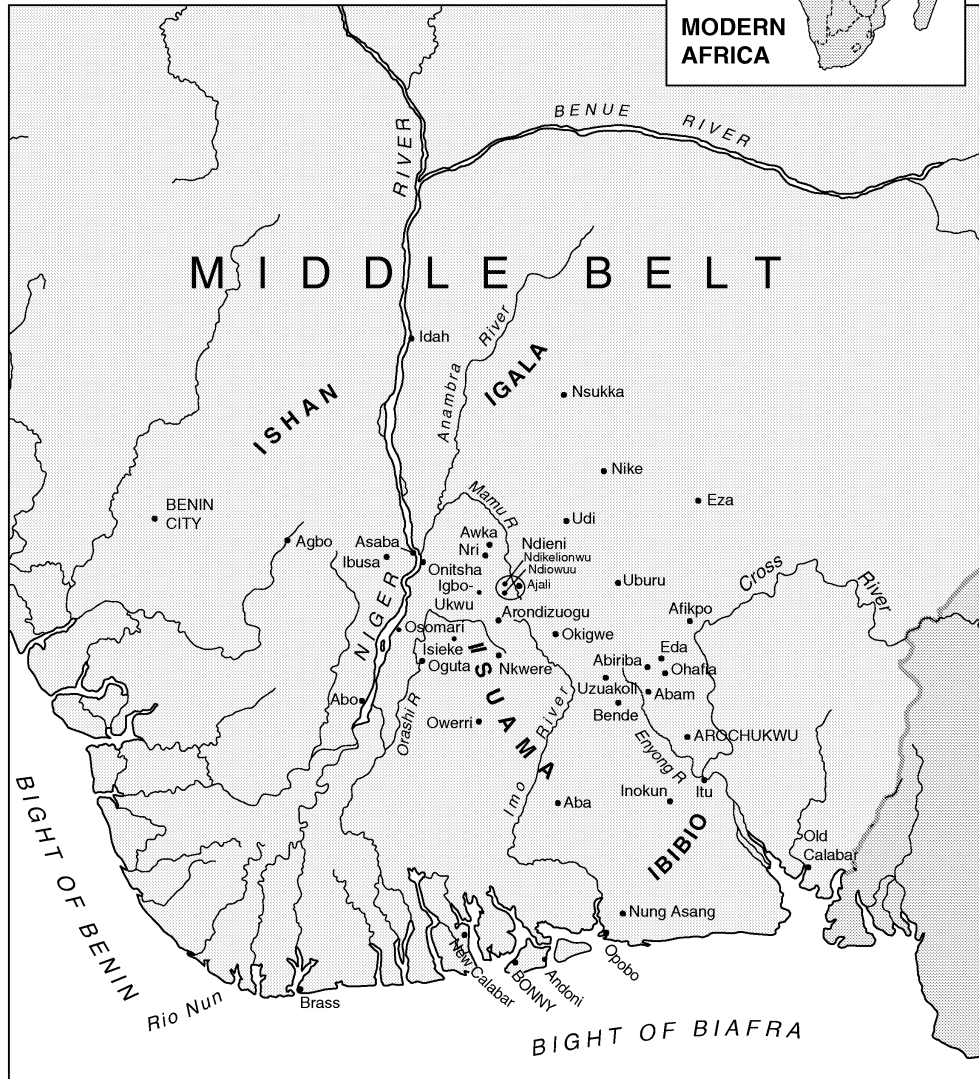 MODERN
AFRICA
BENUE RIVER
RIVER
MIDDLE BELT
Idah
Anambra River
IGALA
ISHAN
Nsukka
Nike
Eza
Mamu R
BENIN
CITY
Udi
Agbo
Asaba
Ibusa
Awka
Nri
Ndieni
Ndikelionwu
Ndiowuu
Ajali
Onitsha
Igbo-
Ukwu
Uburu
Cross River
NIGER
Arondizuogu
Afikpo
Osomari
Okigwe
Isieke
Oguta
Nkwere
Eda
Abiriba
Ohafia
Uzuakoli
Abam
Bende
Abo
ISUAMA
Orashi R
Owerri
Imo River
Enyong R
AROCHUKWU
Itu
Inokun
Aba
IBIBIO
Old
Calabar
BIGHT OF BENIN
Nung Asang
Opobo
New Calabar
BONNY
Andoni
Rio Nun
Brass
BIGHT OF BIAFRA